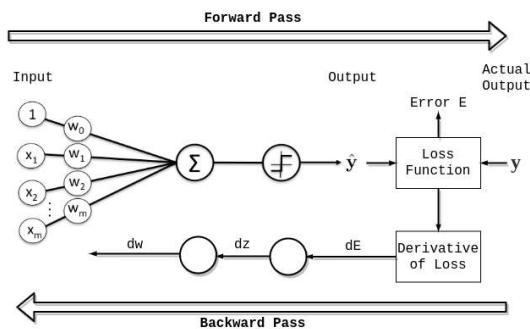 Forward Pass
Input
Output
Actual
Output
Error E
1
w0
x1
w1
x2
w2
⋮
xm
wm
Σ
ŷ
Loss
Function
y
dw
dz
dE
Derivative
of Loss
Backward Pass